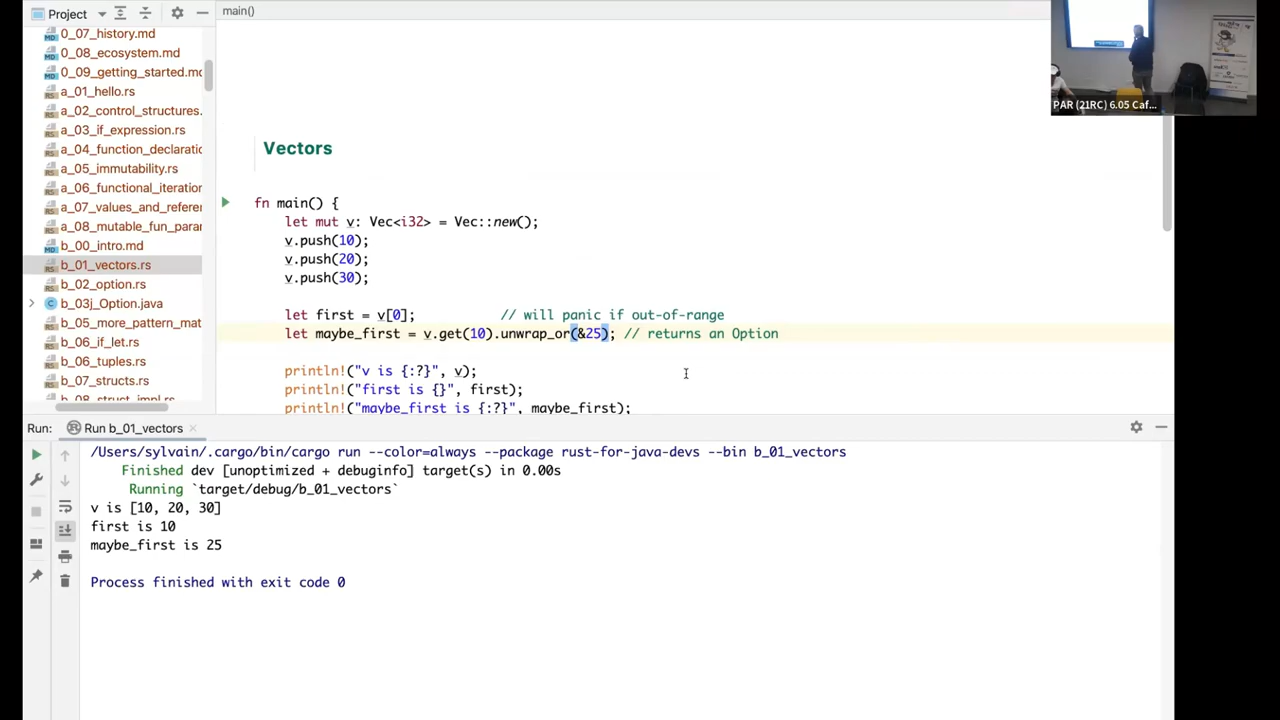 Project
main()
0_07_history.md
0_08_ecosystem.md
0_09_getting_started.md
a_01_hello.rs
a_02_control_structures.
a_03_if_expression.rs
a_04_function_declaratio
a_05_immutability.rs
a_06_functional_iteration
a_07_values_and_referer
a_08_mutable_fun_parar
b_00_intro.md
b_01_vectors.rs
b_02_option.rs
b_03j_Option.java
b_05_more_pattern_mat
b_06_if_let.rs
b_06_tuples.rs
b_07_structs.rs
b_08_struct_impl.rs
Vectors
fn main() {
let mut v: Vec<i32> = Vec::new();
v.push(10);
v.push(20);
v.push(30);
let first = v[0]; // will panic if out-of-range
let maybe_first = v.get(10).unwrap_or(&25); // returns an Option
println!("v is {:?}", v);
println!("first is {}", first);
println!("maybe_first is {:?}", maybe_first);
PAR (21RC) 6.05 Caf...
Run: Run b_01_vectors
/Users/sylvain/.cargo/bin/cargo run --color=always --package rust-for-java-devs --bin b_01_vectors
Finished dev [unoptimized + debuginfo] target(s) in 0.00s
Running `target/debug/b_01_vectors`
v is [10, 20, 30]
first is 10
maybe_first is 25
Process finished with exit code 0